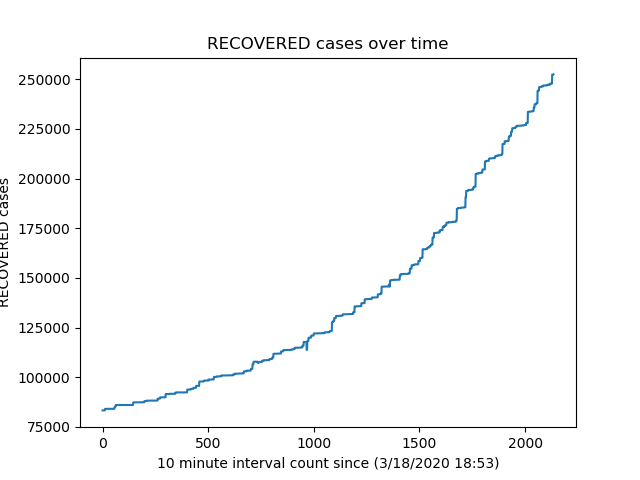 RECOVERED cases over time
250000
225000
200000
175000
150000
125000
100000
75000
RECOVERED cases
0 500 1000 1500 2000
10 minute interval count since (3/18/2020 18:53)